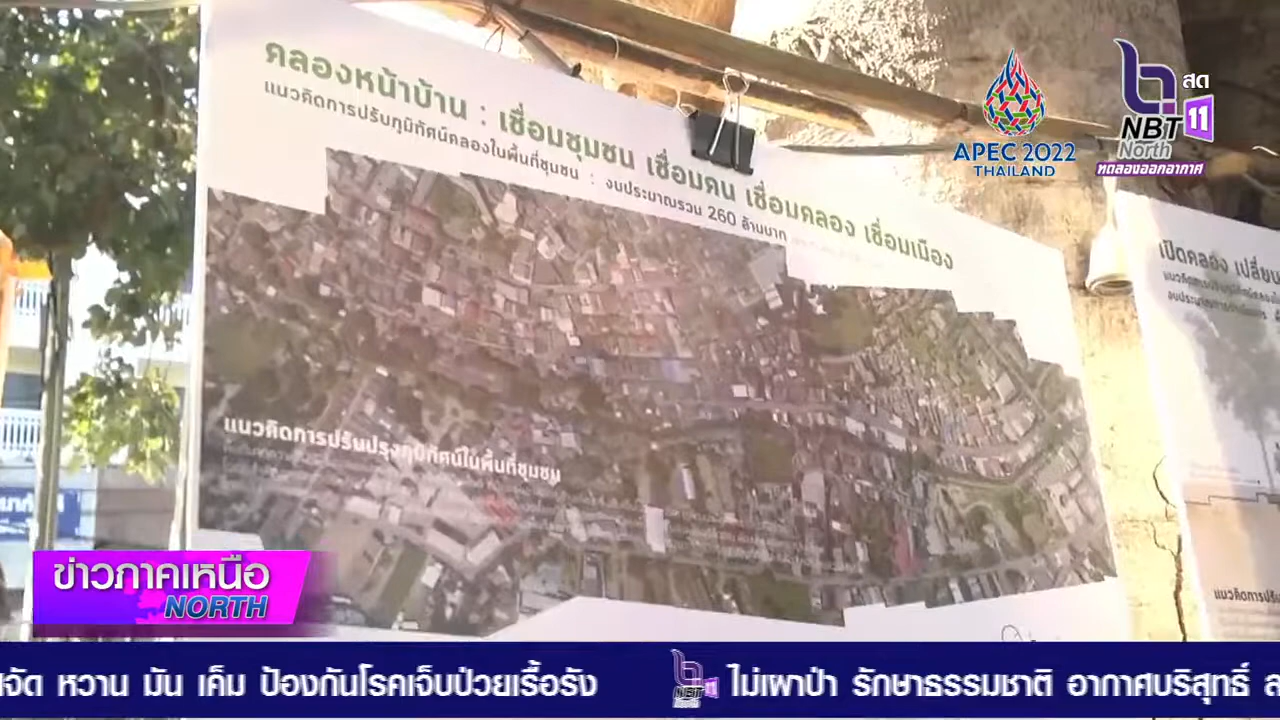 คลองหน้าบ้าน : เชื่อมชุมชน เชื่อมคน เชื่อมคลอง เชื่อมเมือง
แนวคิดการปรับภูมิทัศน์คลองในพื้นที่ชุมชน : งบประมาณรวม 260 ล้านบาท
แนวคิดการปรับปรุงภูมิทัศน์ในพื้นที่ชุมชน
APEC 2022
THAILAND
สด
11
NBT
North
ทดลองออกอากาศ
เปิดคลอง
แนวคิดการปรับ
ข่าวภาคเหนือ
NORTH
หวาน มัน เค็ม ป้องกันโรคเจ็บป่วยเรื้อรัง
NBT 11
ไม่เผาป่า รักษาธรรมชาติ อากาศบริสุทธิ์